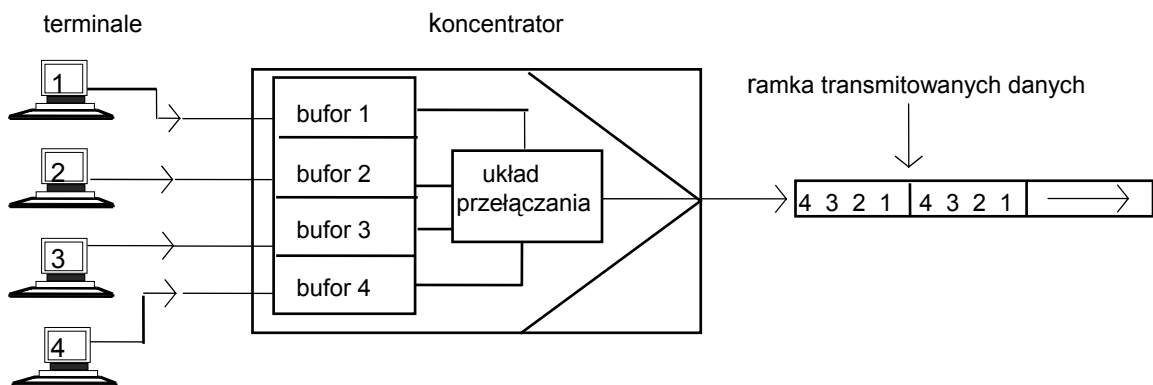 terminale
koncentrator
ramka transmitowanych danych
1
2
3
4
bufor 1
bufor 2
bufor 3
bufor 4
układ
przełączania
4 3 2 1 4 3 2 1